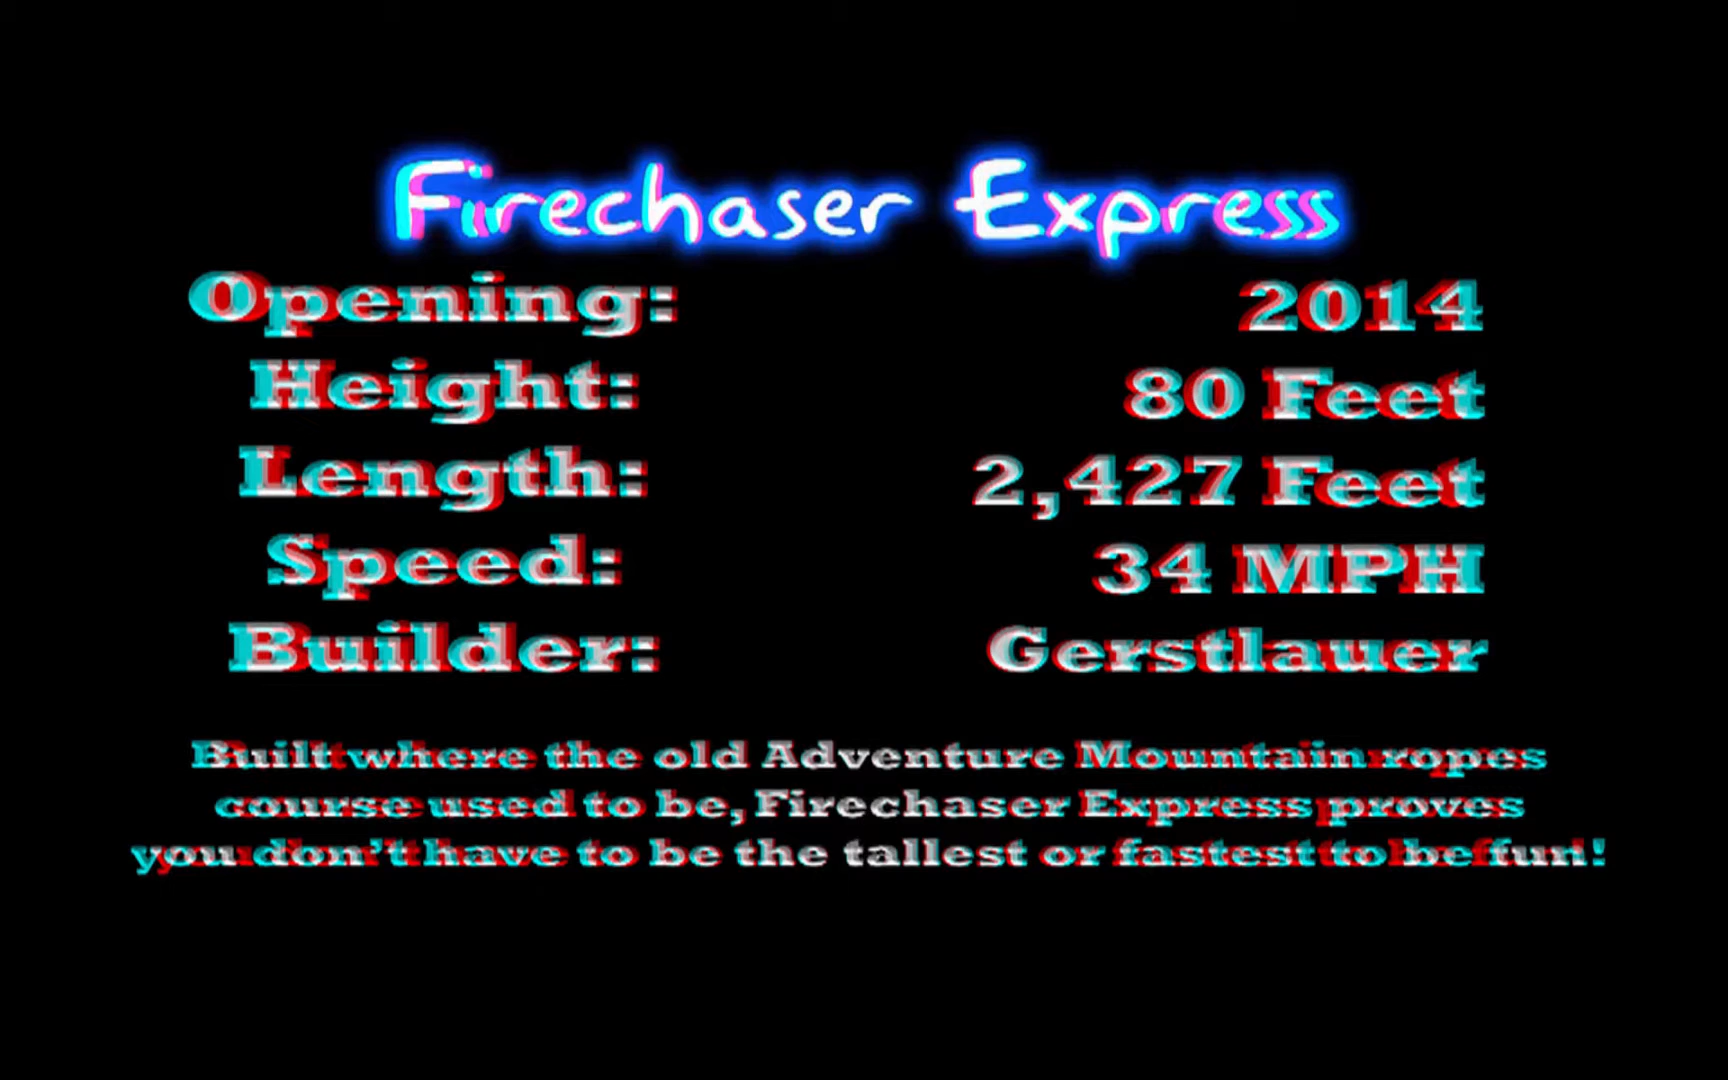 Firechaser Express
Opening: 2014
Height: 80 Feet
Length: 2,427 Feet
Speed: 34 MPH
Builder: Gerstlauer
Built where the old Adventure Mountain ropes
course used to be, Firechaser Express proves
you don't have to be the tallest or fastest to be fun!